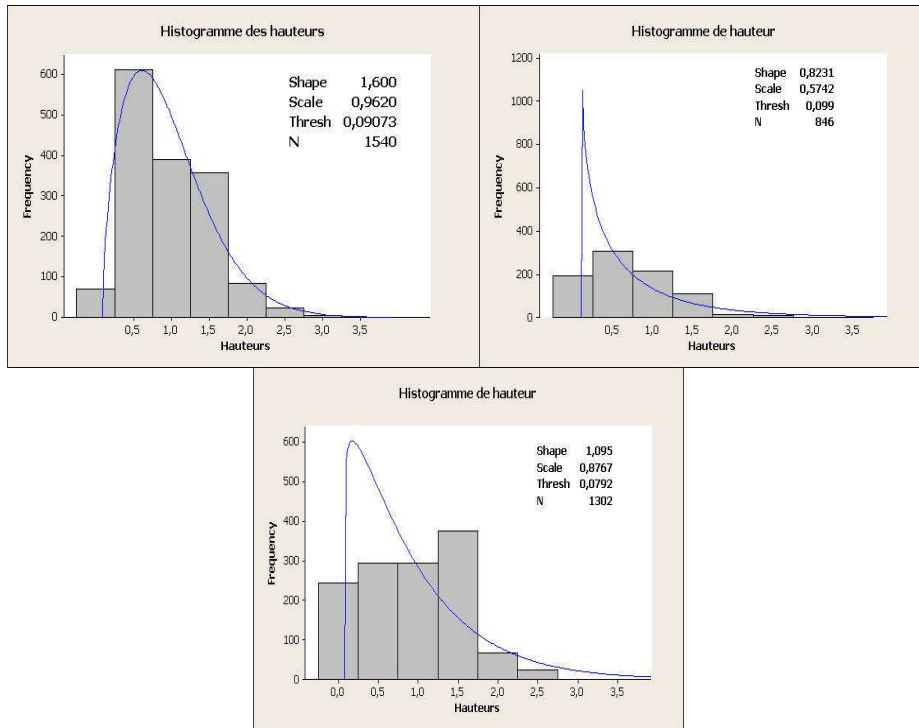 Histogramme des hauteurs
Shape 1,600
Scale 0,9620
Thresh 0,09073
N 1540
Frequency
600
500
400
300
200
100
0
0,5 1,0 1,5 2,0 2,5 3,0 3,5
Hauteurs
Histogramme de hauteur
Shape 0,8231
Scale 0,5742
Thresh 0,099
N 846
Frequency
1200
1000
800
600
400
200
0
0,5 1,0 1,5 2,0 2,5 3,0 3,5
Hauteurs
Histogramme de hauteur
Shape 1,095
Scale 0,8767
Thresh 0,0792
N 1302
Frequency
600
500
400
300
200
100
0
0,0 0,5 1,0 1,5 2,0 2,5 3,0 3,5
Hauteurs